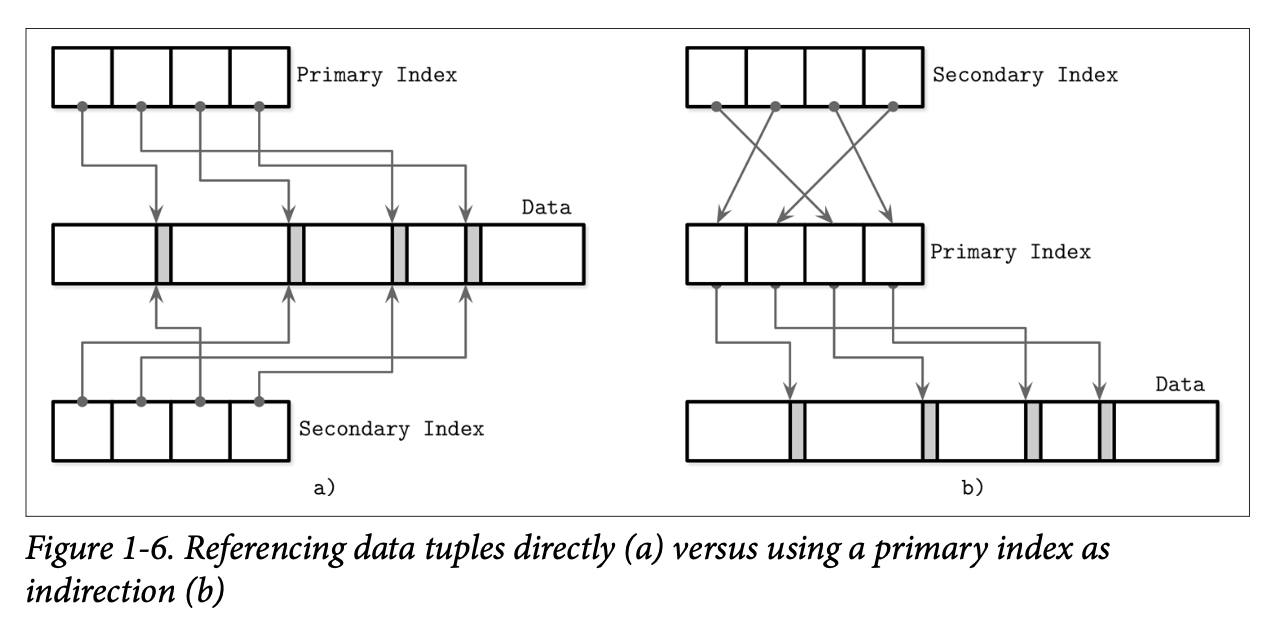 Primary Index
Data
Secondary Index
a)
Secondary Index
Primary Index
Data
b)
Figure 1-6. Referencing data tuples directly (a) versus using a primary index as
indirection (b)